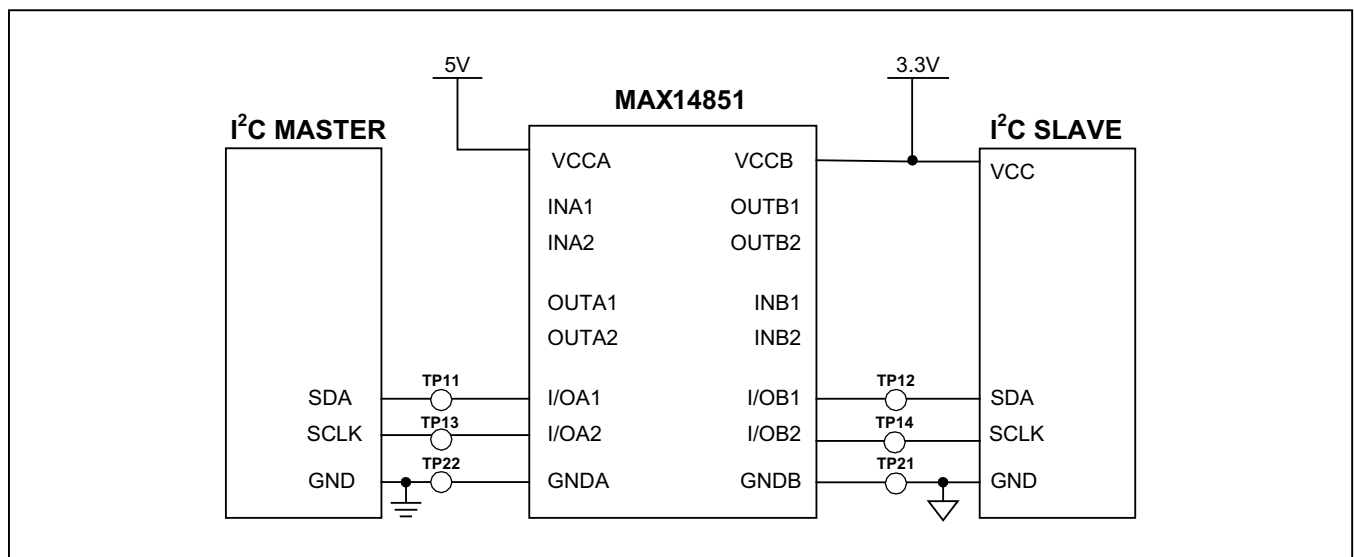 5V
3.3V
MAX14851
I²C MASTER
I²C SLAVE
VCCA
VCCB
VCC
INA1
OUTB1
INA2
OUTB2
OUTA1
INB1
OUTA2
INB2
SDA
TP11
I/OA1
I/OB1
TP12
SDA
SCLK
TP13
I/OA2
I/OB2
TP14
SCLK
GND
TP22
GNDA
GNDB
TP21
GND